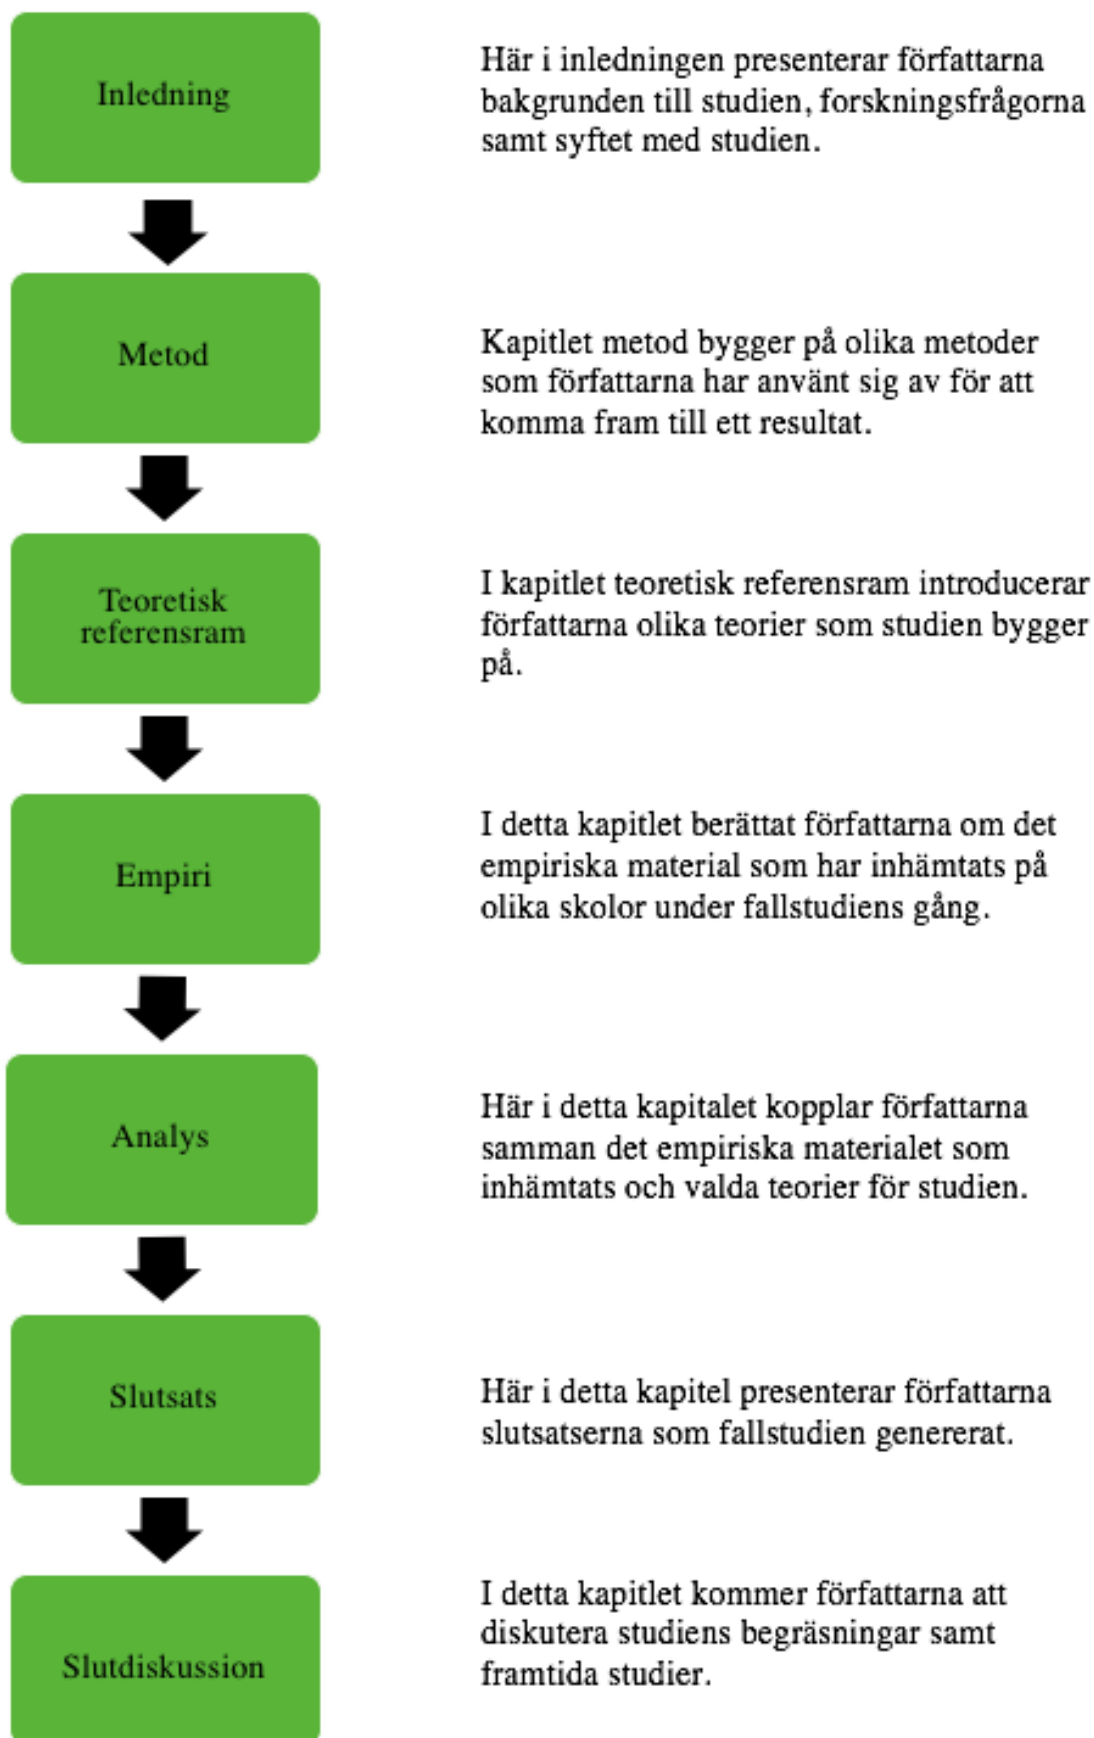 Inledning
Här i inledningen presenterar författarna
bakgrunden till studien, forskningsfrågorna
samt syftet med studien.
Metod
Kapitlet metod bygger på olika metoder
som författarna har använt sig av för att
komma fram till ett resultat.
Teoretisk
referensram
I kapitlet teoretisk referensram introducerar
författarna olika teorier som studien bygger
på.
Empiri
I detta kapitlet berättat författarna om det
empiriska material som har inhämtats på
olika skolor under fallstudiens gång.
Analys
Här i detta kapitalet kopplar författarna
samman det empiriska materialet som
inhämtats och valda teorier för studien.
Slutsats
Här i detta kapitel presenterar författarna
slutsatserna som fallstudien genererat.
Slutdiskussion
I detta kapitlet kommer författarna att
diskutera studiens begräsningar samt
framtida studier.